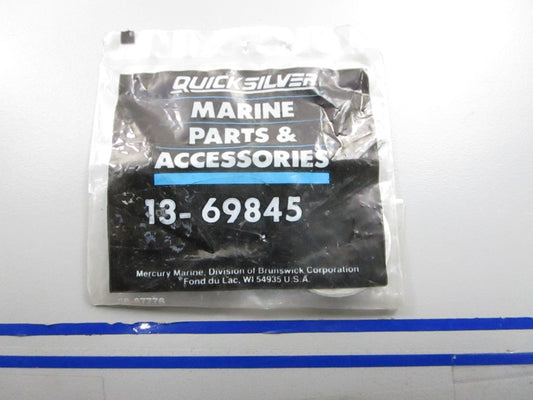 QUICKSILVER
MARINE
PARTS &
ACCESSORIES
13- 69845
Mercury Marine, Division of Brunswick Corporation
Fond du Lac, WI 54935 U.S.A.